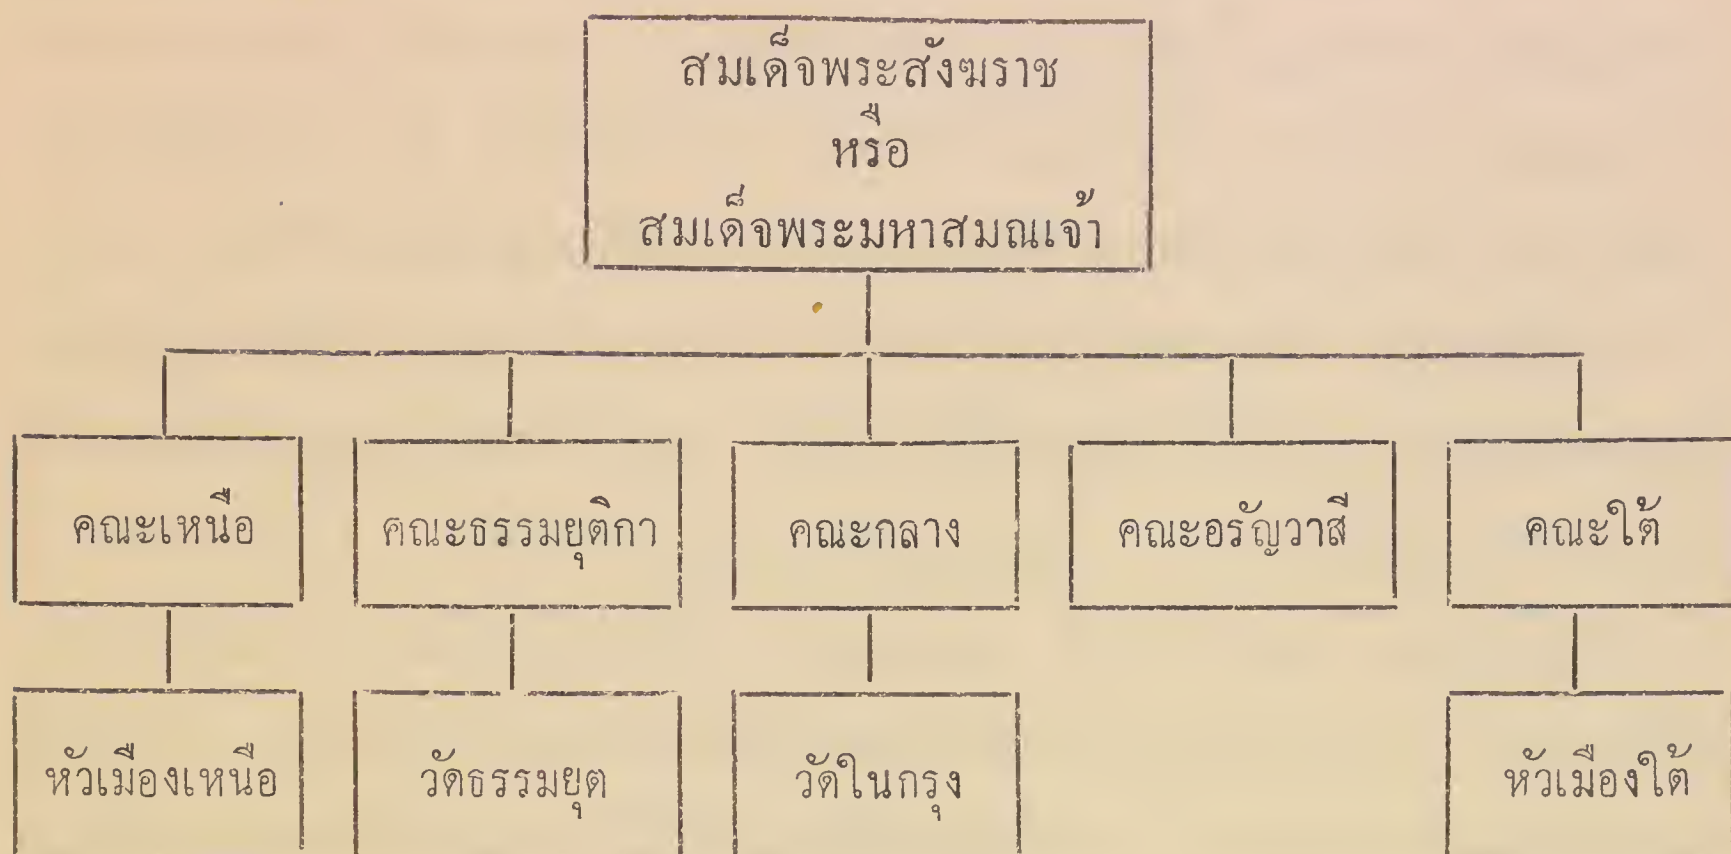 สมเด็จพระสังฆราช
หรือ
สมเด็จพระมหาสมณเจ้า
คณะเหนือ
คณะธรรมยุติกา
คณะกลาง
คณะอรัญวาสี
คณะใต้
หัวเมืองเหนือ
วัดธรรมยุต
วัดในกรุง
หัวเมืองใต้